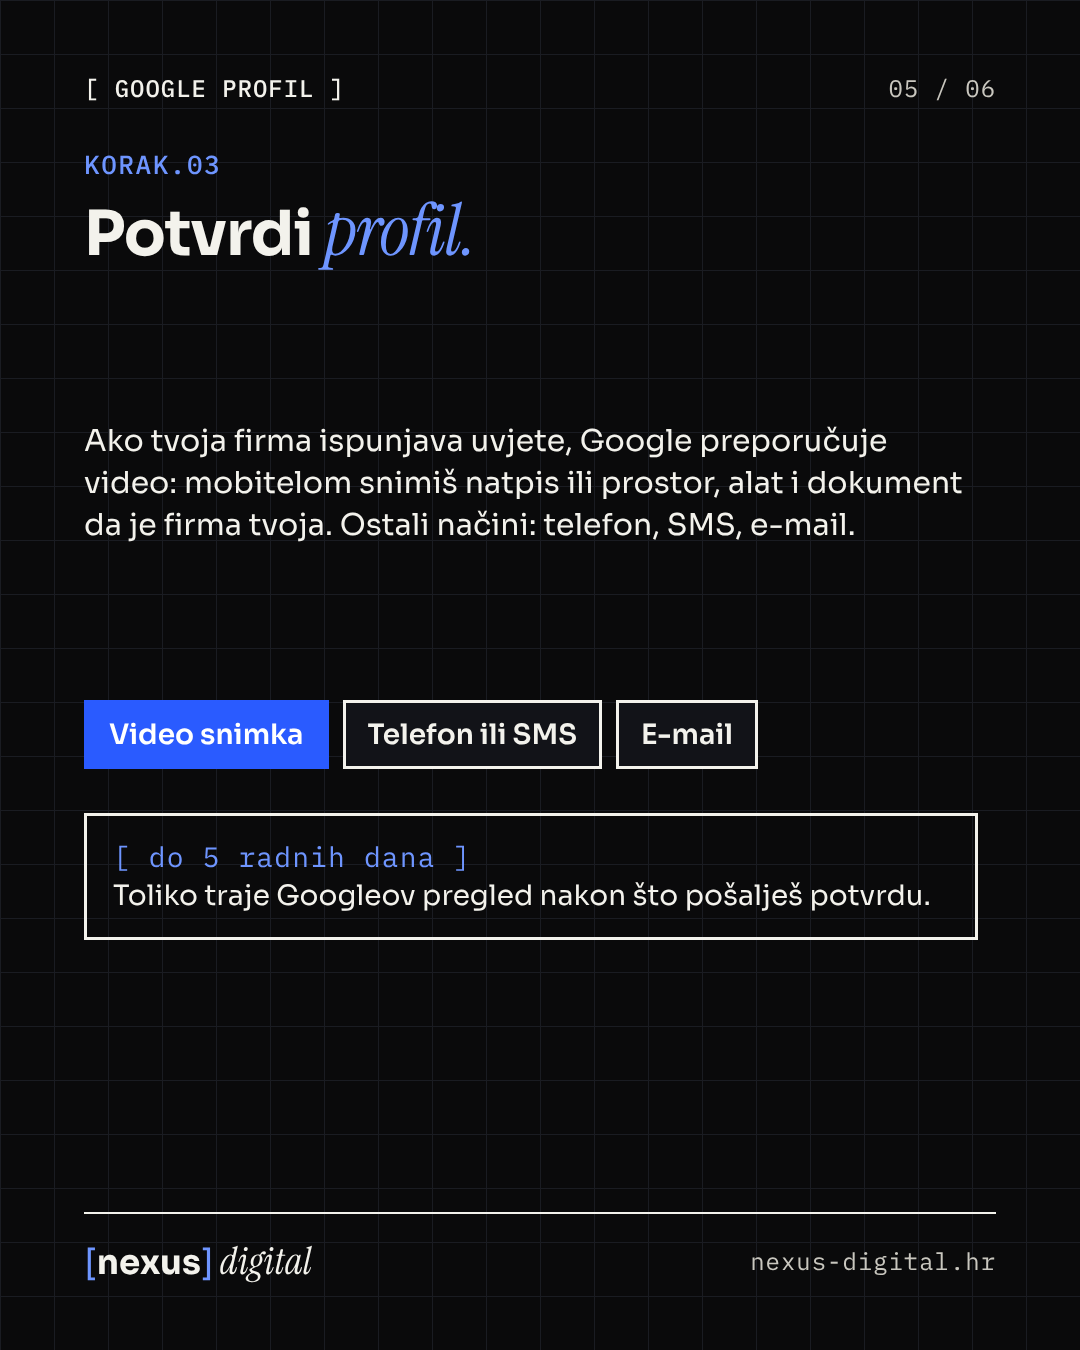 [ GOOGLE PROFIL ]
05 / 06
KORAK.03
Potvrdi profil.
Ako tvoja firma ispunjava uvjete, Google preporučuje
video: mobitelom snimiš natpis ili prostor, alat i dokument
da je firma tvoja. Ostali načini: telefon, SMS, e-mail.
Video snimka
Telefon ili SMS
E-mail
[ do 5 radnih dana ]
Toliko traje Googleov pregled nakon što pošalješ potvrdu.
[nexus] digital
nexus-digital.hr